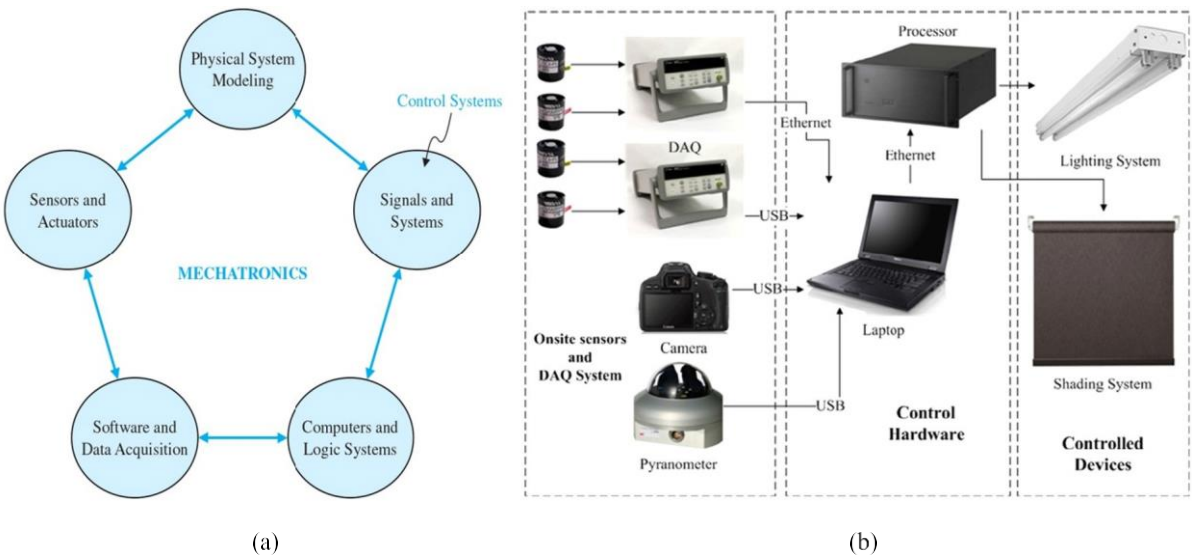 Physical System
Modeling
Control Systems
Sensors and
Actuators
Signals and
Systems
MECHATRONICS
Software and
Data Acquisition
Computers and
Logic Systems
(a)
Processor
Ethernet
DAQ
Ethernet
Lighting System
USB
USB
Onsite sensors
and
DAQ System
Camera
Laptop
Shading System
USB
Control
Hardware
Controlled
Devices
Pyranometer
(b)